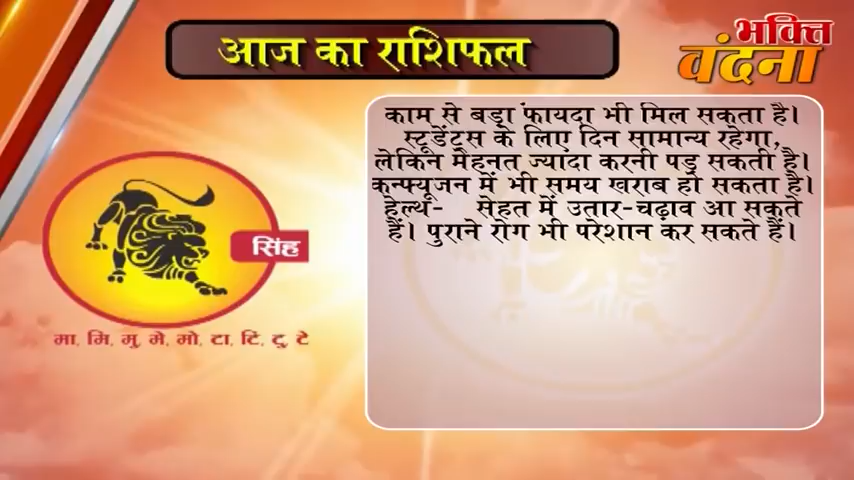 आज का राशिफल
भक्ति
वंदना
काम से बड़ा फायदा भी मिल सकता है।
स्टूडेंट्स के लिए दिन सामान्य रहेगा,
लेकिन मेहनत ज्यादा करनी पड़ सकती है।
कन्फ्यूजन में भी समय खराब हो सकता है।
हेल्थ- सेहत में उतार-चढ़ाव आ सकते
हैं। पुराने रोग भी परेशान कर सकते हैं।
सिंह
मा, मि, मु, मे, मो, टा, टि, टु, टे